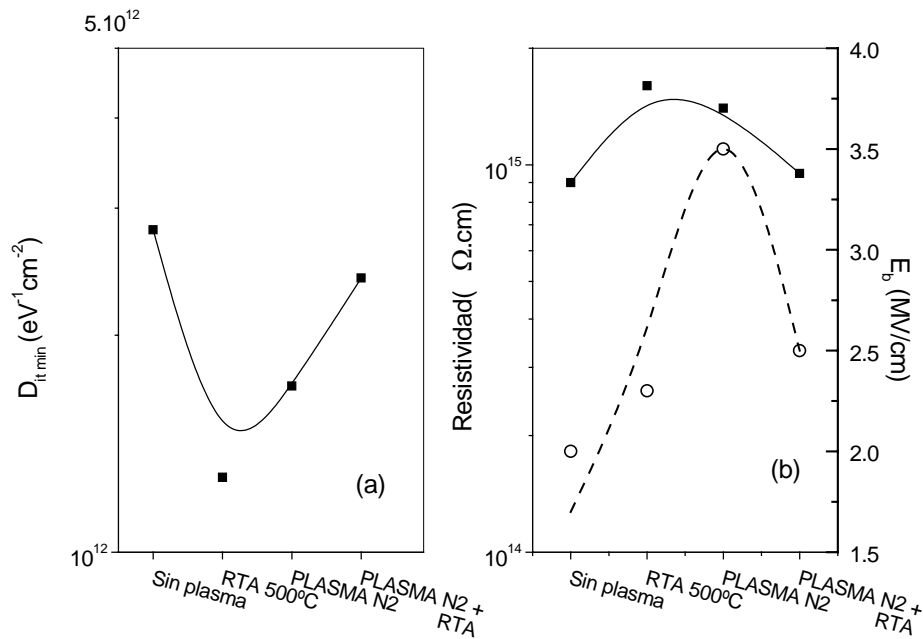 5.10¹²
10¹²
D_it min (eV⁻¹cm⁻²)
(a)
Sin plasma
RTA 500ºC
PLASMA N2
PLASMA N2 +
RTA
10¹⁵
10¹⁴
Resistividad( Ω.cm)
(b)
Sin plasma
RTA 500ºC
PLASMA N2
PLASMA N2 +
RTA
4.0
3.5
3.0
2.5
2.0
1.5
E_b (MV/cm)